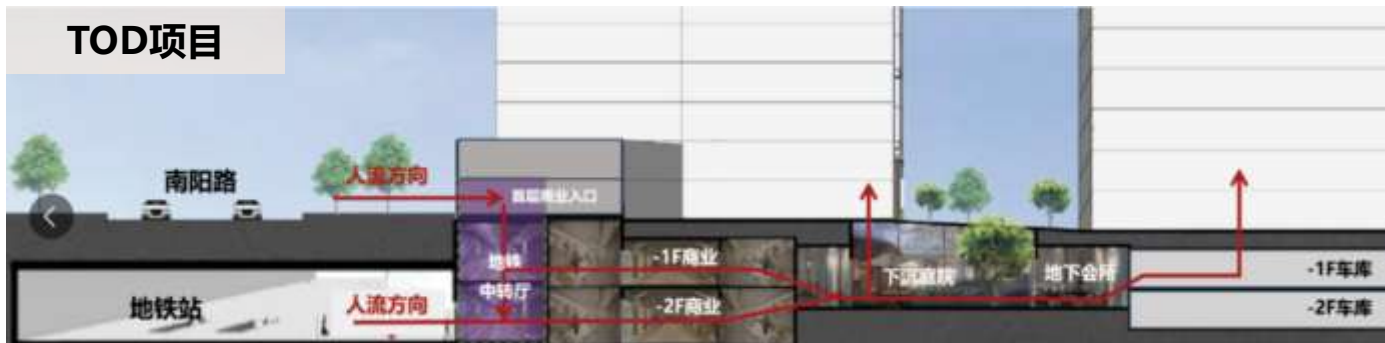 TOD项目
南阳路
人流方向
首层商业入口
地铁
中转厅
-1F商业
下沉庭院
地下会所
-1F车库
地铁站
人流方向
-2F商业
-2F车库